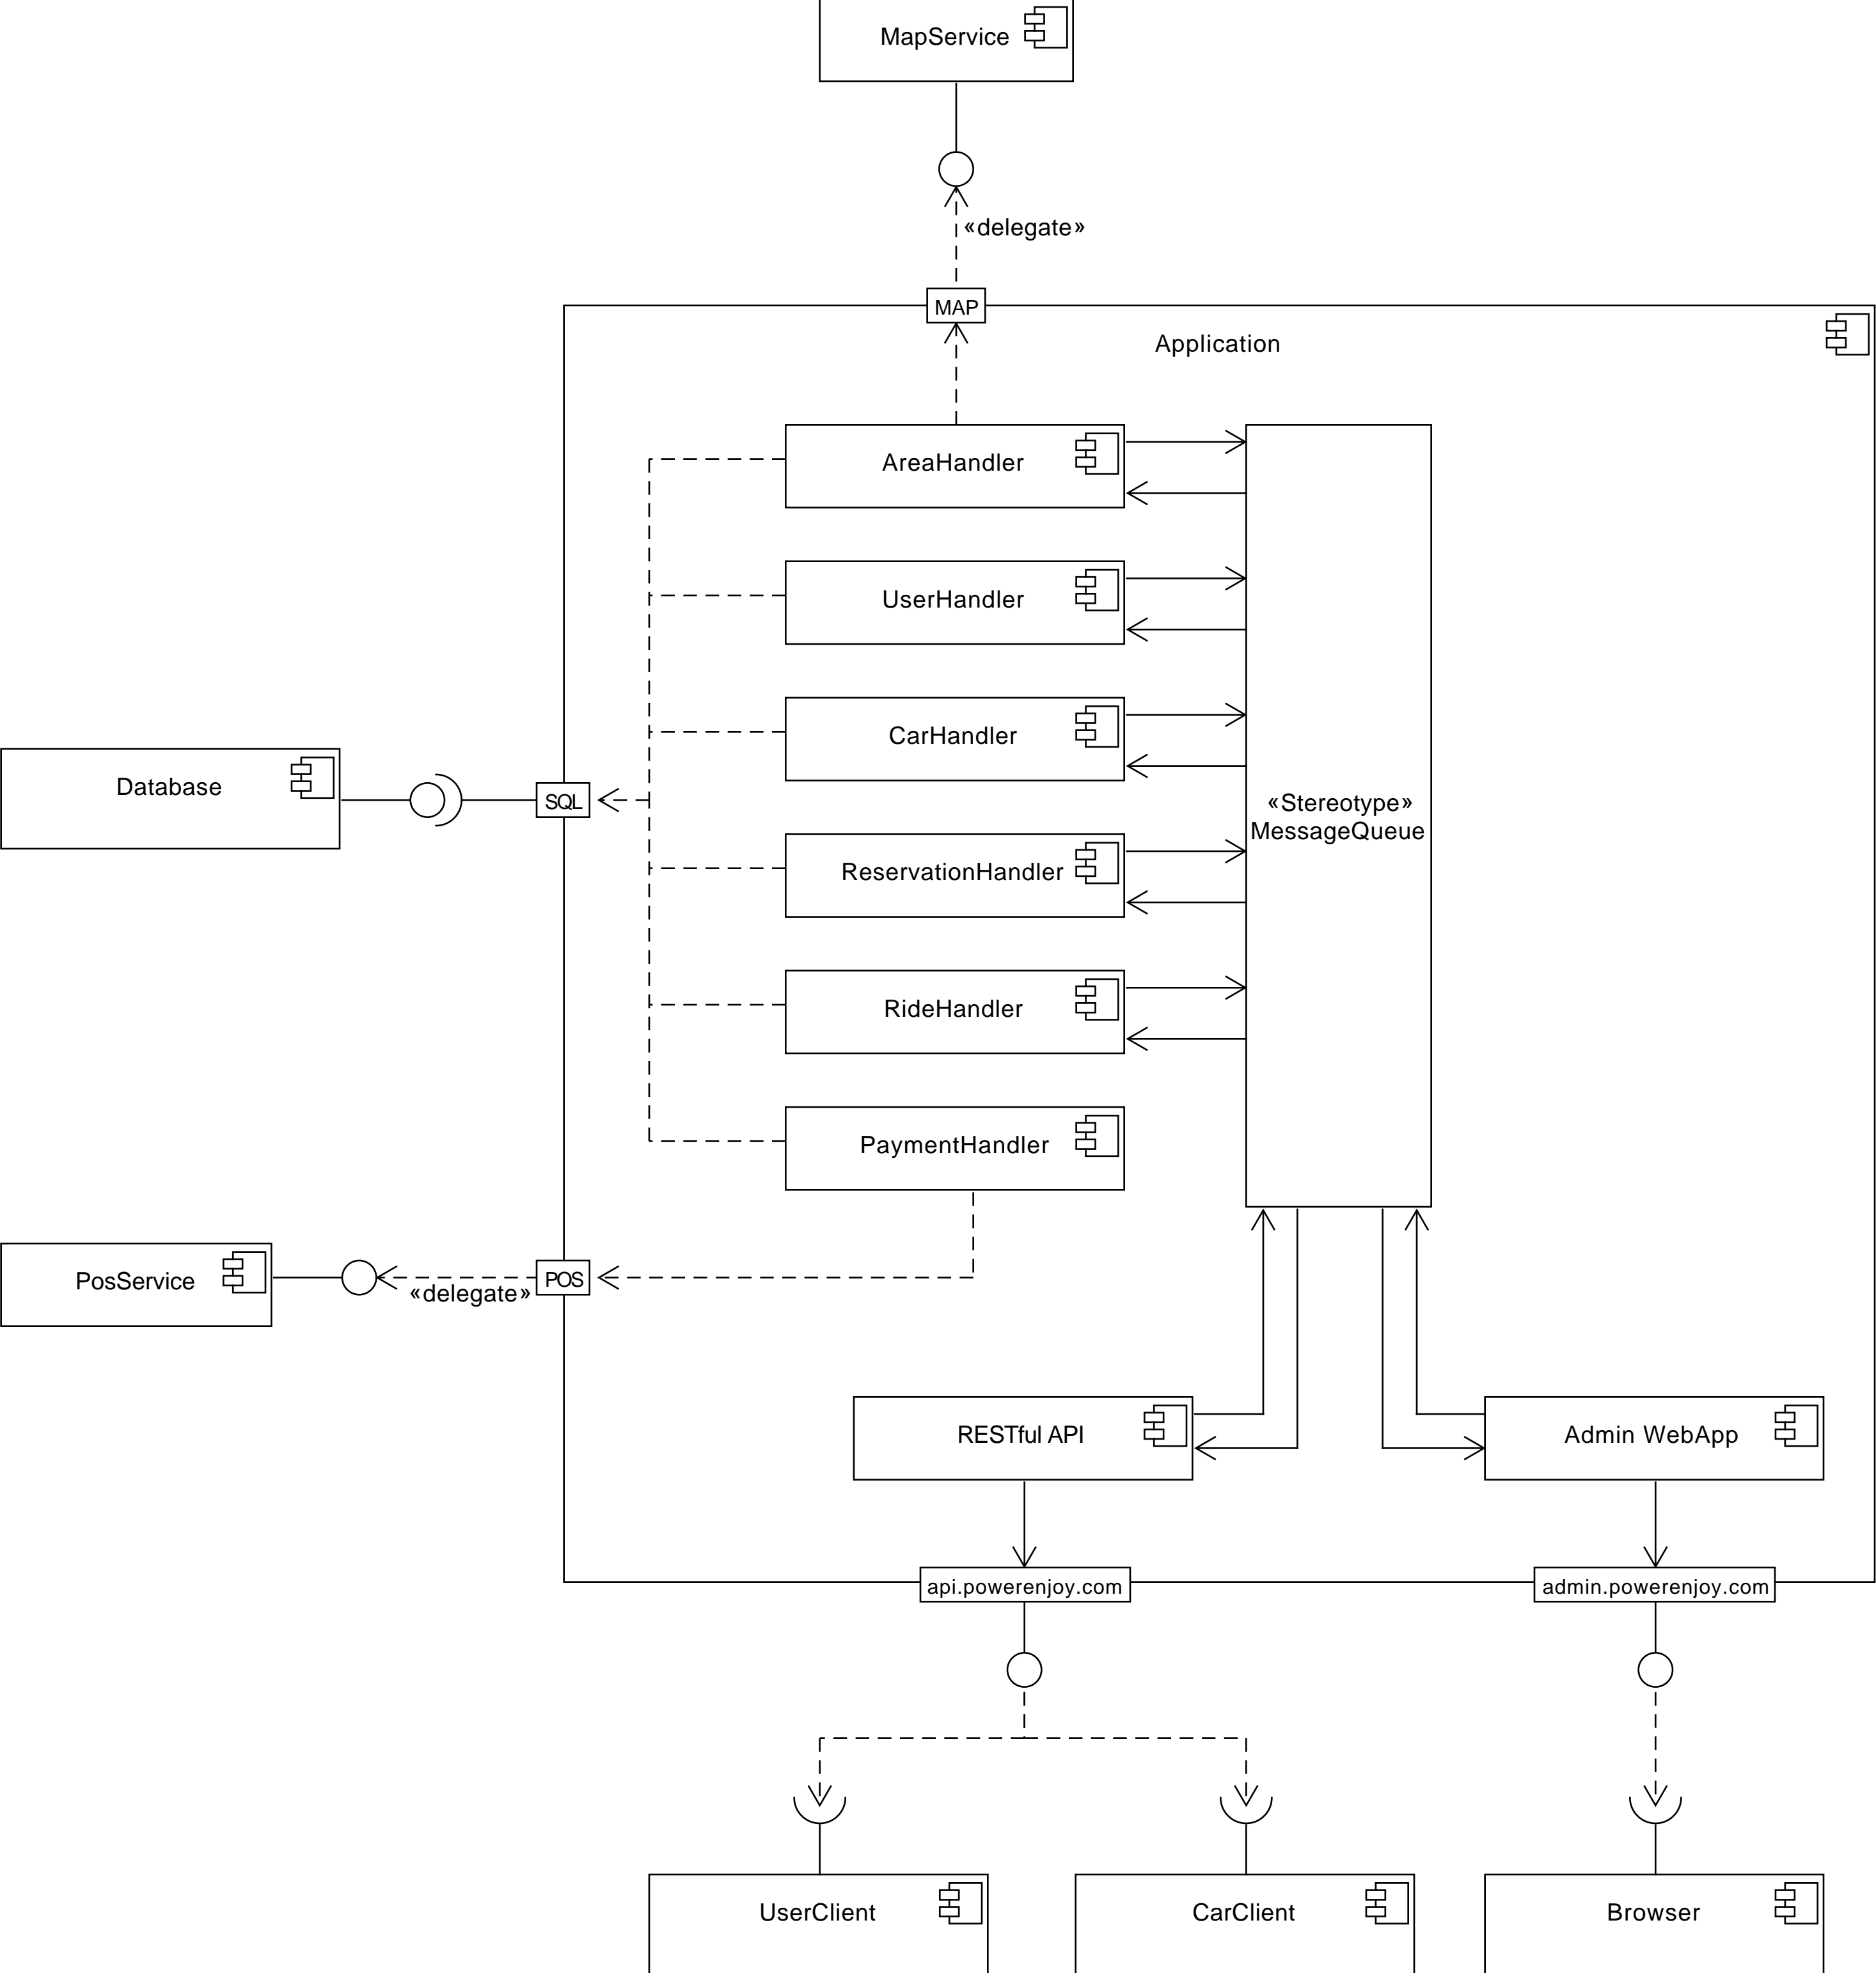 MapService
«delegate»
MAP
Application
AreaHandler
UserHandler
CarHandler
Database
SQL
«Stereotype»
MessageQueue
ReservationHandler
RideHandler
PaymentHandler
PosService
«delegate»
POS
RESTful API
Admin WebApp
api.powerenjoy.com
admin.powerenjoy.com
UserClient
CarClient
Browser